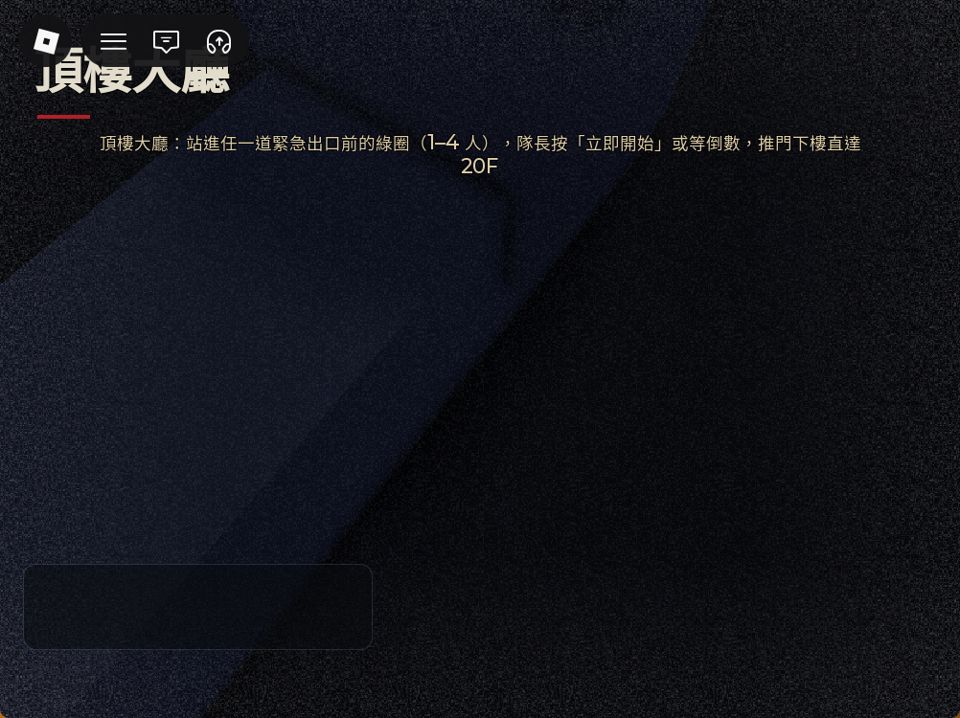 頂樓大廳
頂樓大廳：站進任一道緊急出口前的綠圈（1–4 人），隊長按「立即開始」或等倒數，推門下樓直達
20F